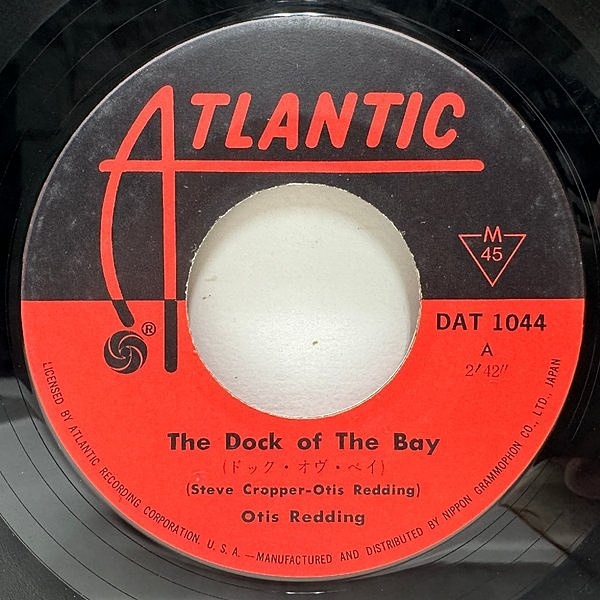 ATLANTIC
M
45
®
DAT 1044
A
2′42″
The Dock of The Bay
(ドック・オヴ・ベイ)
(Steve Cropper-Otis Redding)
Otis Redding
LICENSED BY ATLANTIC RECORDING CORPORATION, U. S. A.—MANUFACTURED AND DISTRIBUTED BY NIPPON GRAMMOPHON CO., LTD., JAPAN